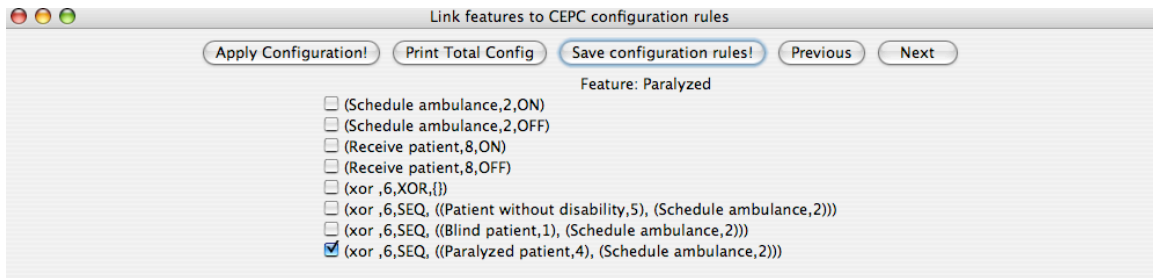 Link features to CEPC configuration rules
Apply Configuration! Print Total Config Save configuration rules! Previous Next
Feature: Paralyzed
(Schedule ambulance,2,ON)
(Schedule ambulance,2,OFF)
(Receive patient,8,ON)
(Receive patient,8,OFF)
(xor ,6,XOR,{})
(xor ,6,SEQ, ((Patient without disability,5), (Schedule ambulance,2)))
(xor ,6,SEQ, ((Blind patient,1), (Schedule ambulance,2)))
(xor ,6,SEQ, ((Paralyzed patient,4), (Schedule ambulance,2)))